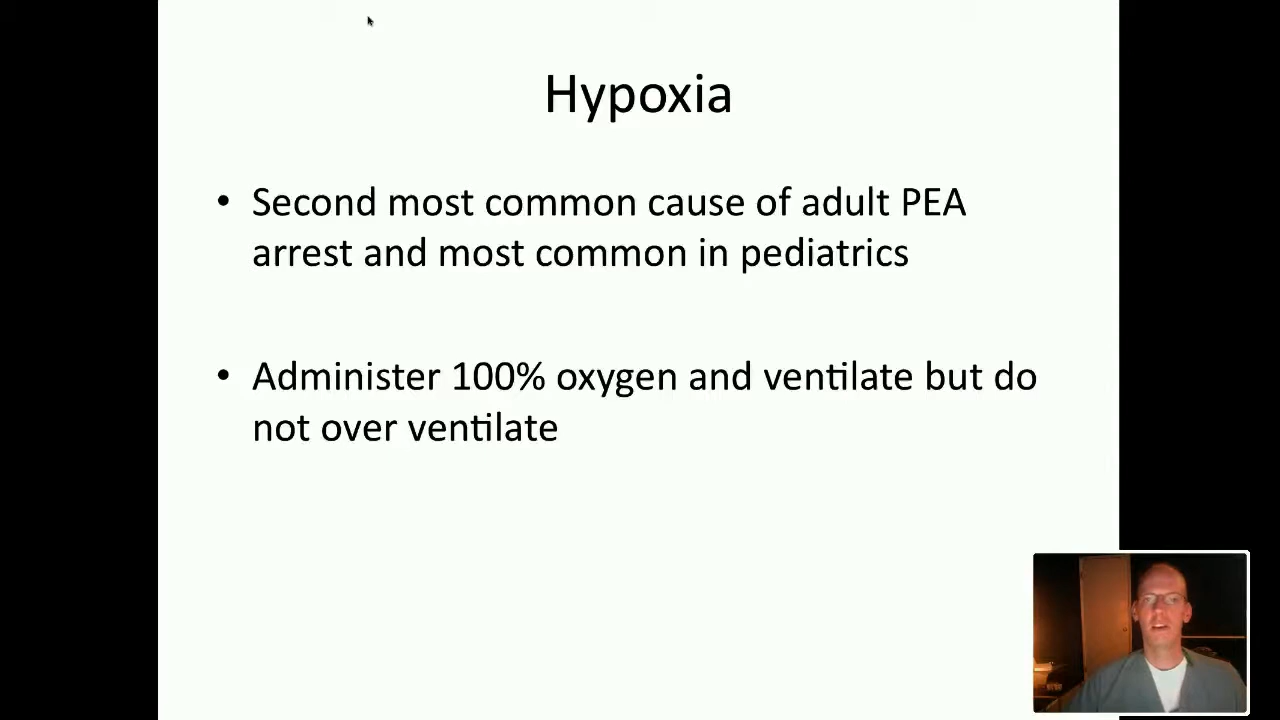 Hypoxia
• Second most common cause of adult PEA
arrest and most common in pediatrics
• Administer 100% oxygen and ventilate but do
not over ventilate